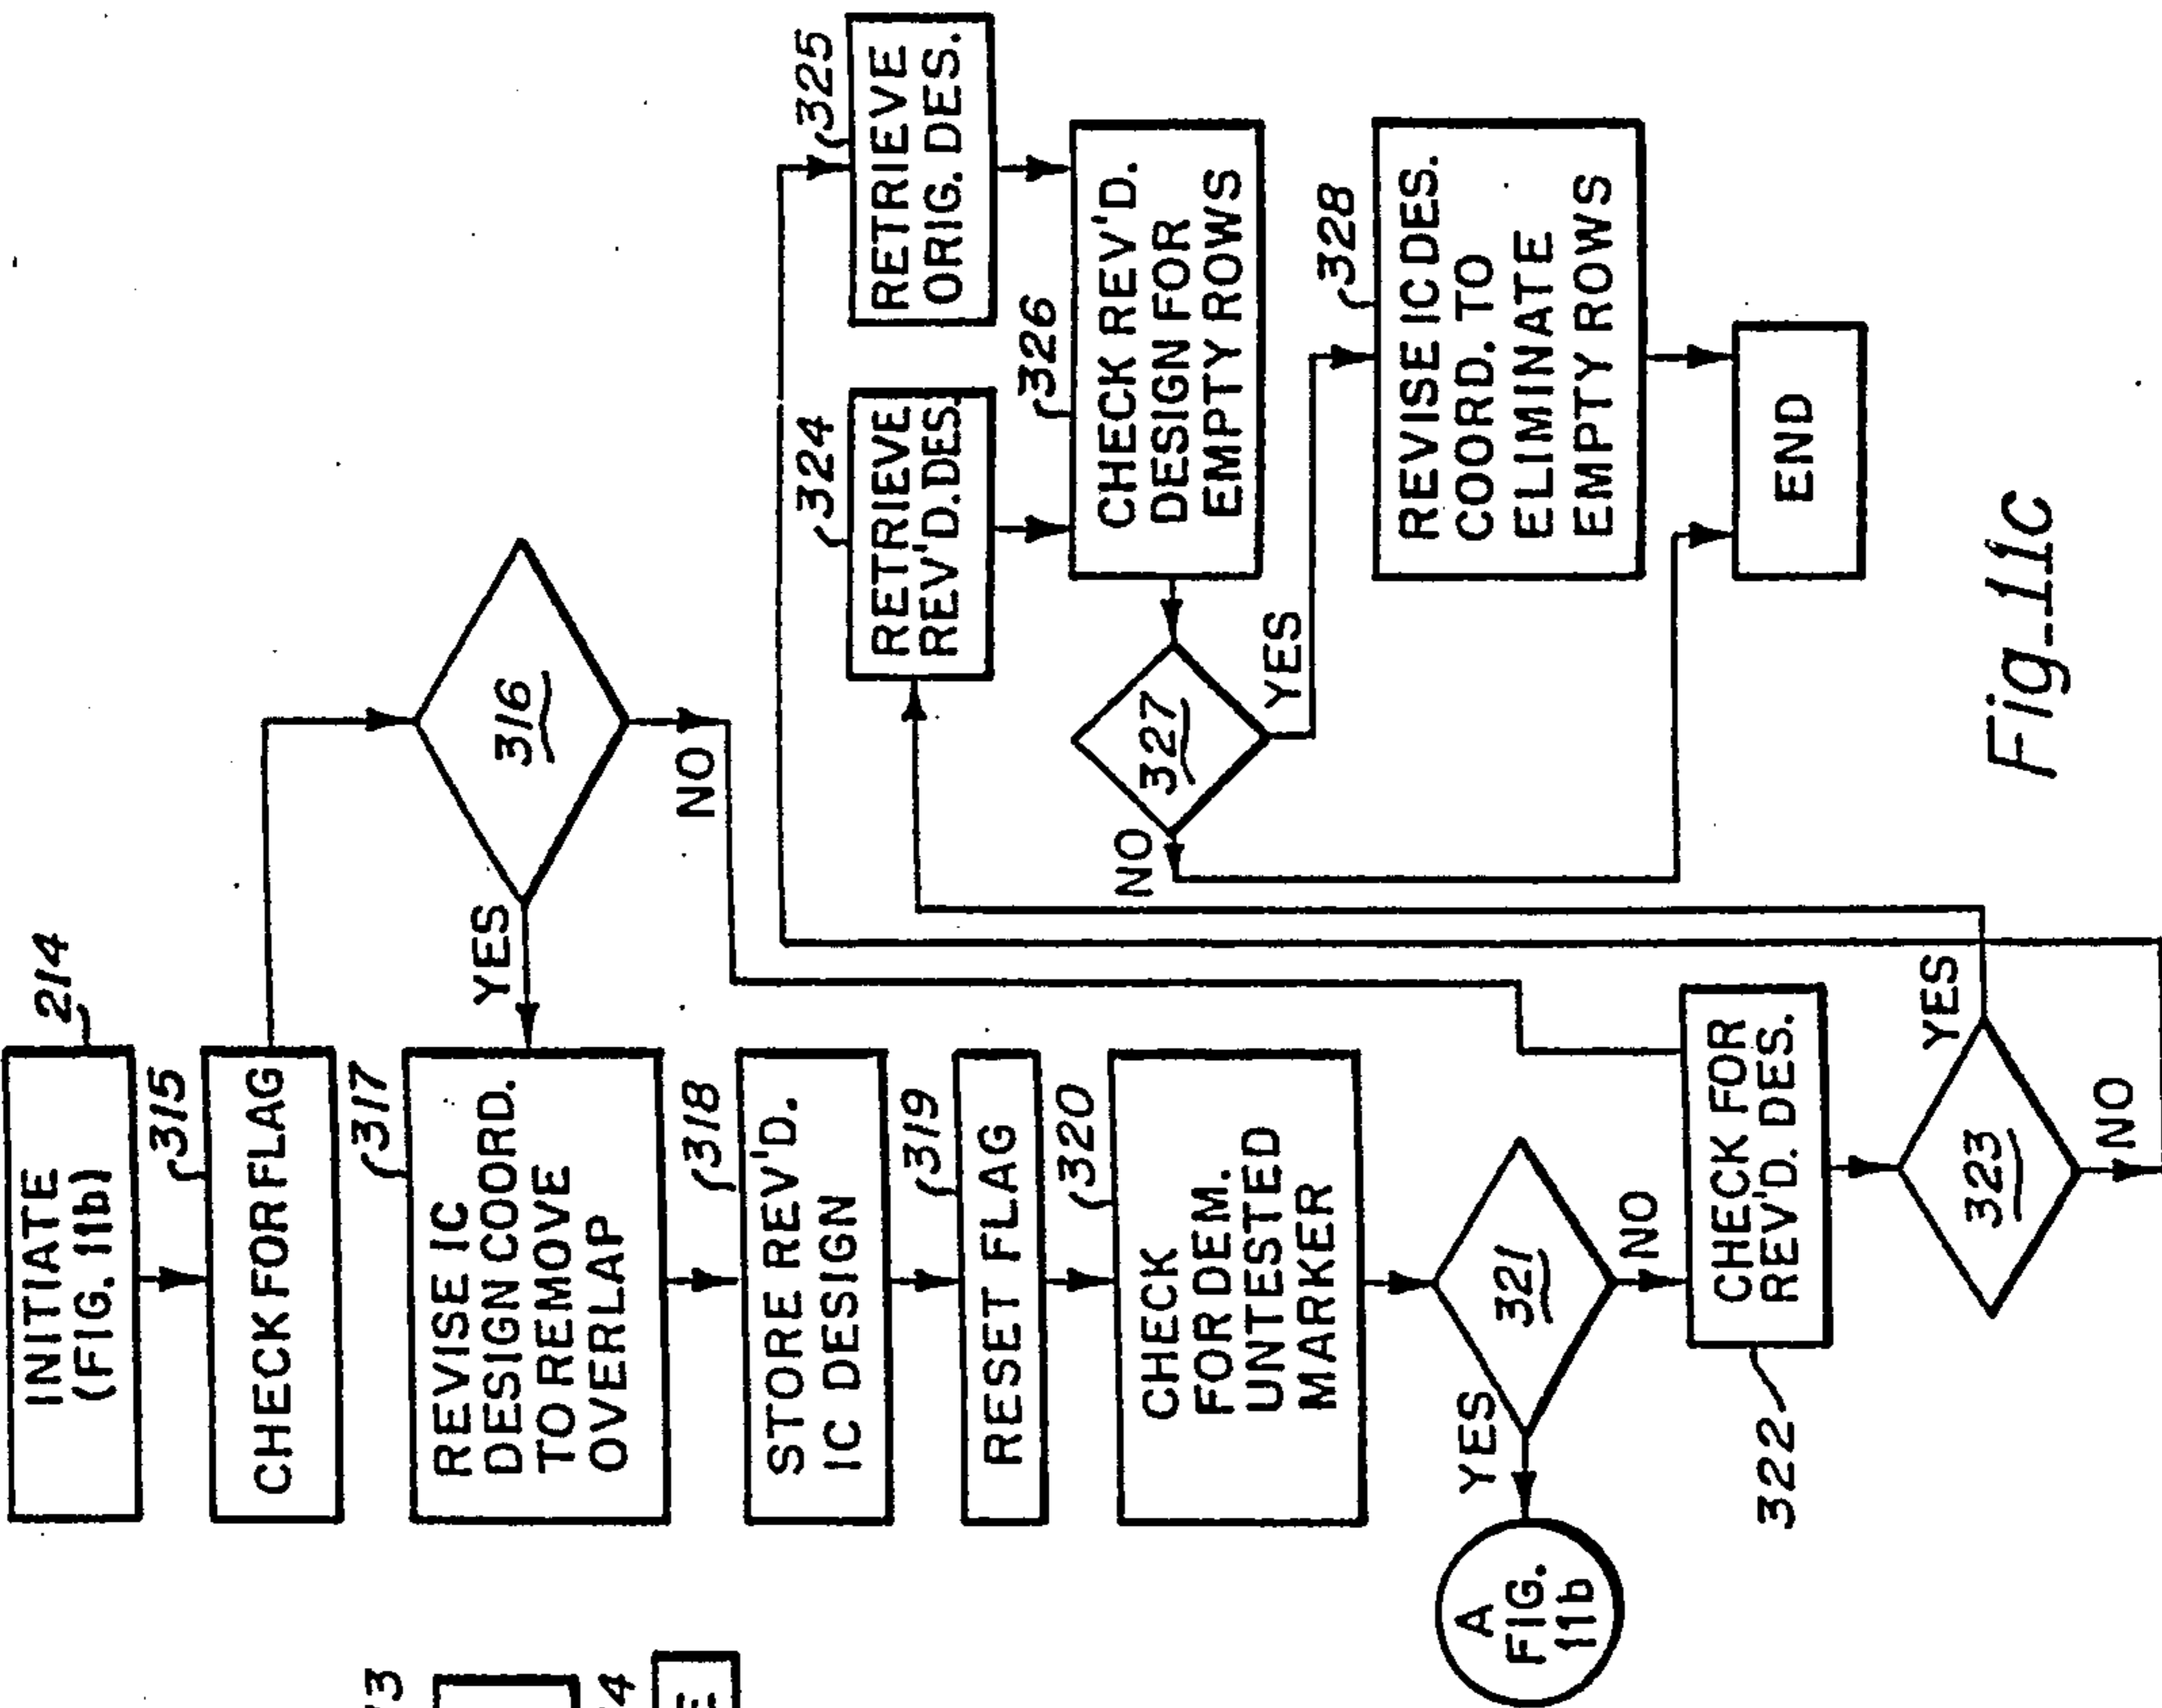 214
INITIATE
(FIG. 11b)
315
CHECK FOR FLAG
316
YES
NO
317
REVISE IC
DESIGN COORD.
TO REMOVE
OVERLAP
318
STORE REV'D.
IC DESIGN
319
RESET FLAG
320
CHECK
FOR DEM.
UNTESTED
MARKER
321
YES
NO
A
FIG.
11b
322
CHECK FOR
REV'D. DES.
323
YES
NO
324
RETRIEVE
REV'D. DES.
325
RETRIEVE
ORIG. DES.
326
CHECK REV'D.
DESIGN FOR
EMPTY ROWS
327
NO
YES
328
REVISE IC DES.
COORD. TO
ELIMINATE
EMPTY ROWS
END
Fig_11c